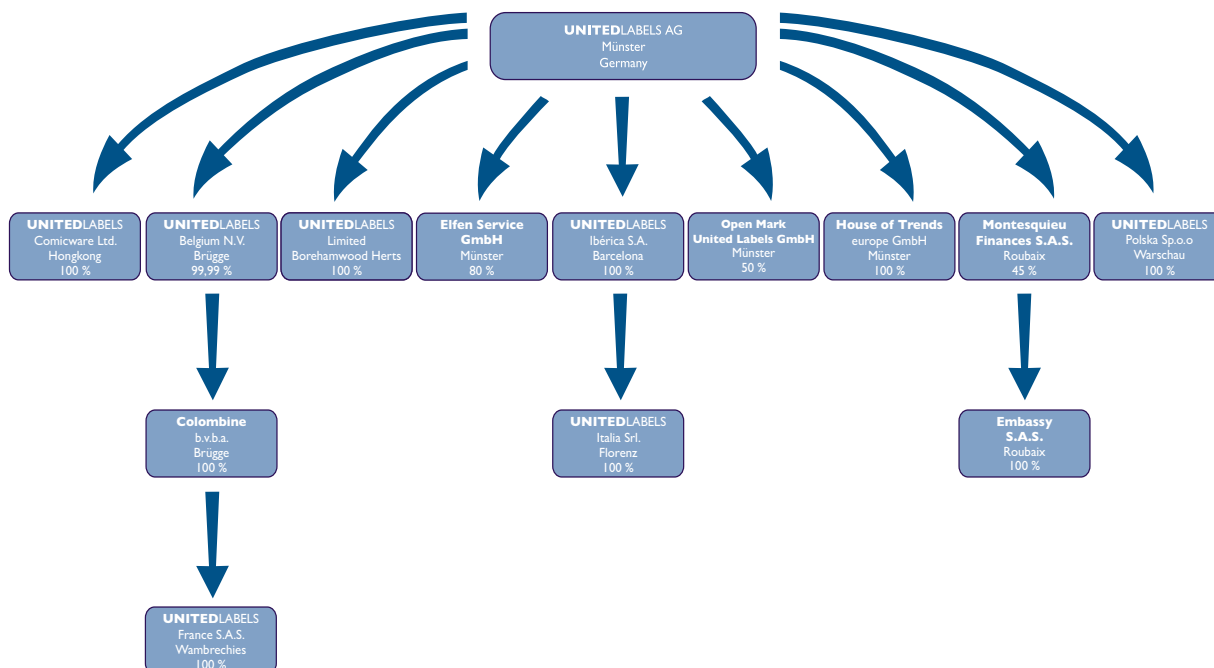 UNITEDLABELS AG
Münster
Germany
UNITEDLABELS
Comicware Ltd.
Hongkong
100 %
UNITEDLABELS
Belgium N.V.
Brügge
99,99 %
UNITEDLABELS
Limited
Borehamwood Herts
100 %
Elfen Service
GmbH
Münster
80 %
UNITEDLABELS
Ibérica S.A.
Barcelona
100 %
Open Mark
United Labels GmbH
Münster
50 %
House of Trends
europe GmbH
Münster
100 %
Montesquieu
Finances S.A.S.
Roubaix
45 %
UNITEDLABELS
Polska Sp.o.o
Warschau
100 %
Colombine
b.v.b.a.
Brügge
100 %
UNITEDLABELS
Italia Srl.
Florenz
100 %
Embassy
S.A.S.
Roubaix
100 %
UNITEDLABELS
France S.A.S.
Wambrechies
100 %